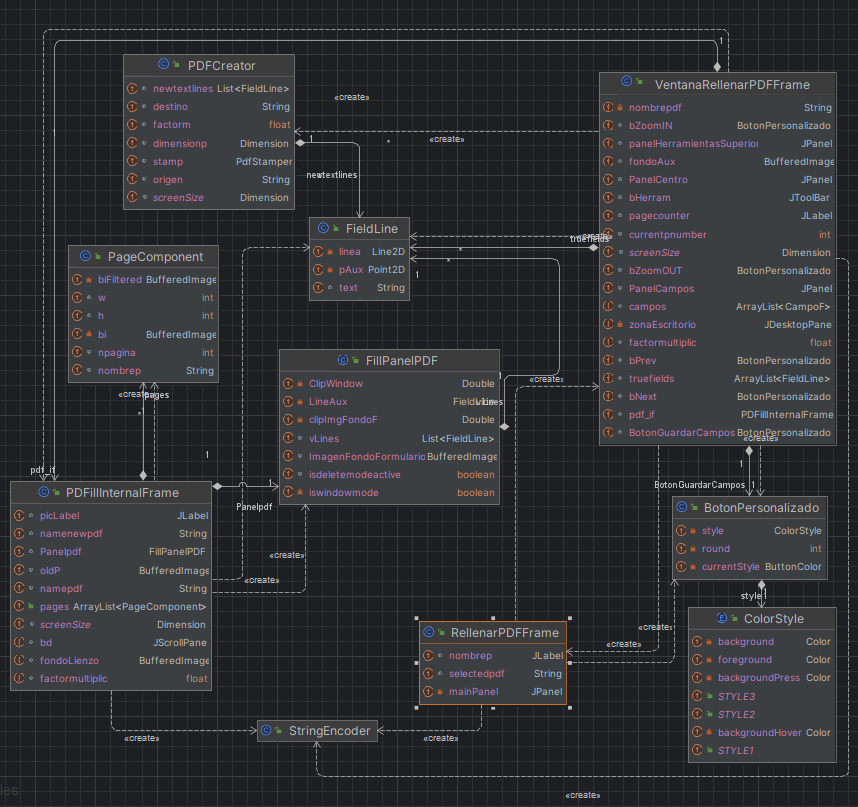 1
PDFCreator
newtextlines List<FieldLine>
destino String
factorm float
dimensionp Dimension
stamp PdfStamper
origen String
screenSize Dimension
«create»
1
newtextlines
*
«create»
VentanaRellenarPDFFrame
nombrepdf String
bZoomIN BotonPersonalizado
panelHerramientasSuperior JPanel
fondoAux BufferedImage
PanelCentro JPanel
bHerram JToolBar
pagecounter JLabel
currentpnumber int
screenSize Dimension
bZoomOUT BotonPersonalizado
PanelCampos JPanel
campos ArrayList<CampoF>
zonaEscritorio JDesktopPane
factormultiplic float
bPrev BotonPersonalizado
truefields ArrayList<FieldLine>
bNext BotonPersonalizado
pdf_if PDFillInternalFrame
BotonGuardarCampos BotonPersonalizado
FieldLine
linea Line2D
pAux Point2D
text String
«create»
truefields
*
*
1
PageComponent
biFiltered BufferedImage
w int
h int
bi BufferedImage
npagina int
nombrep String
«create»
pages
*
1
FillPanelPDF
ClipWindow Double
LineAux FieldLine
clipImgFondoF Double
vLines List<FieldLine>
ImagenFondoFormulario BufferedImage
isdeletemodeactive boolean
iswindowmode boolean
1
vLines
«create»
«create»
1
BotonGuardarCampos
pdf_if
1
Panelpdf
PDFillInternalFrame
picLabel JLabel
namenewpdf String
Panelpdf FillPanelPDF
oldP BufferedImage
namepdf String
pages ArrayList<PageComponent>
screenSize Dimension
bd JScrollPane
fondoLienzo BufferedImage
factormultiplic float
«create»
«create»
BotonPersonalizado
style ColorStyle
round int
currentStyle ButtonColor
style
1
ColorStyle
background Color
foreground Color
backgroundPress Color
STYLE3
STYLE2
backgroundHover Color
STYLE1
RellenarPDFFrame
nombrep JLabel
selectedpdf String
mainPanel JPanel
«create»
«create»
StringEncoder
«create»
«create»
«create»
les